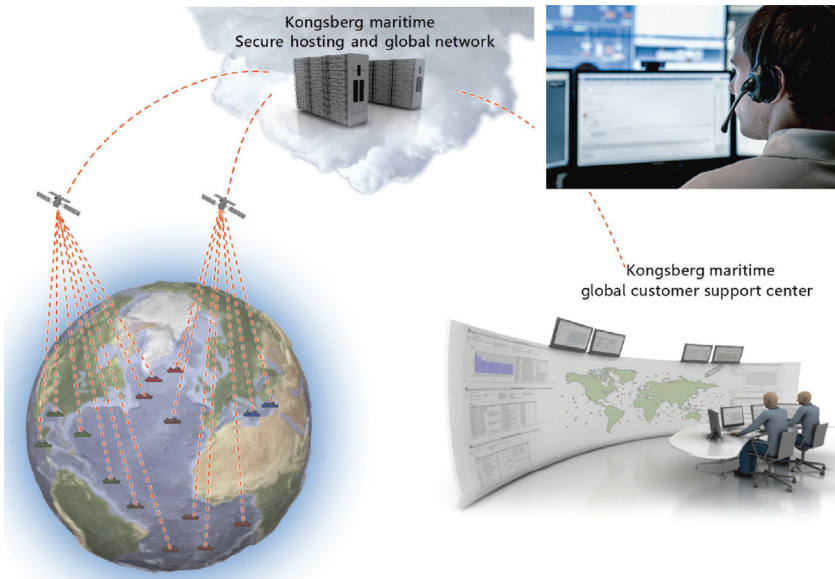 Kongsberg maritime
Secure hosting and global network
Kongsberg maritime
global customer support center